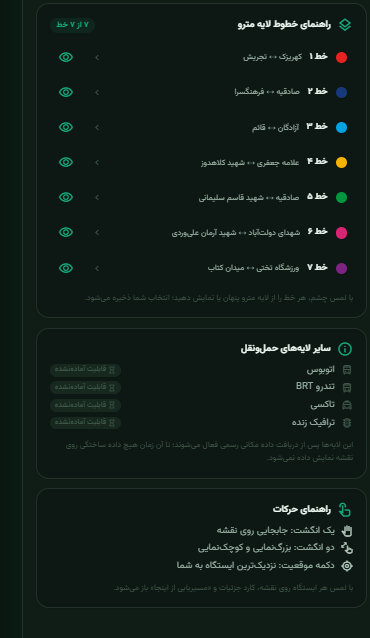 راهنمای خطوط لایه مترو
۷ از ۷ خط
خط ۱ کهریزک ↔ تجریش
خط ۲ صادقیه ↔ فرهنگسرا
خط ۳ آزادگان ↔ قائم
خط ۴ علامه جعفری ↔ شهید کلاهدوز
خط ۵ صادقیه ↔ شهید قاسم سلیمانی
خط ۶ شهدای دولت‌آباد ↔ شهید آرمان علی‌وردی
خط ۷ ورزشگاه تختی ↔ میدان کتاب
با لمس چشم، هر خط را از لایه مترو پنهان یا نمایش دهید؛ انتخاب شما ذخیره می‌شود.
سایر لایه‌های حمل‌ونقل
اتوبوس قابلیت آماده‌نشده
تندرو BRT قابلیت آماده‌نشده
تاکسی قابلیت آماده‌نشده
ترافیک زنده قابلیت آماده‌نشده
این لایه‌ها پس از دریافت داده مکانی رسمی فعال می‌شوند؛ تا آن زمان هیچ داده ساختگی روی
نقشه نمایش داده نمی‌شود.
راهنمای حرکات
یک انگشت: جابجایی روی نقشه
دو انگشت: بزرگ‌نمایی و کوچک‌نمایی
دکمه موقعیت: نزدیک‌ترین ایستگاه به شما
با لمس هر ایستگاه روی نقشه، کارد جزئیات و «مسیریابی از اینجا» باز می‌شود.